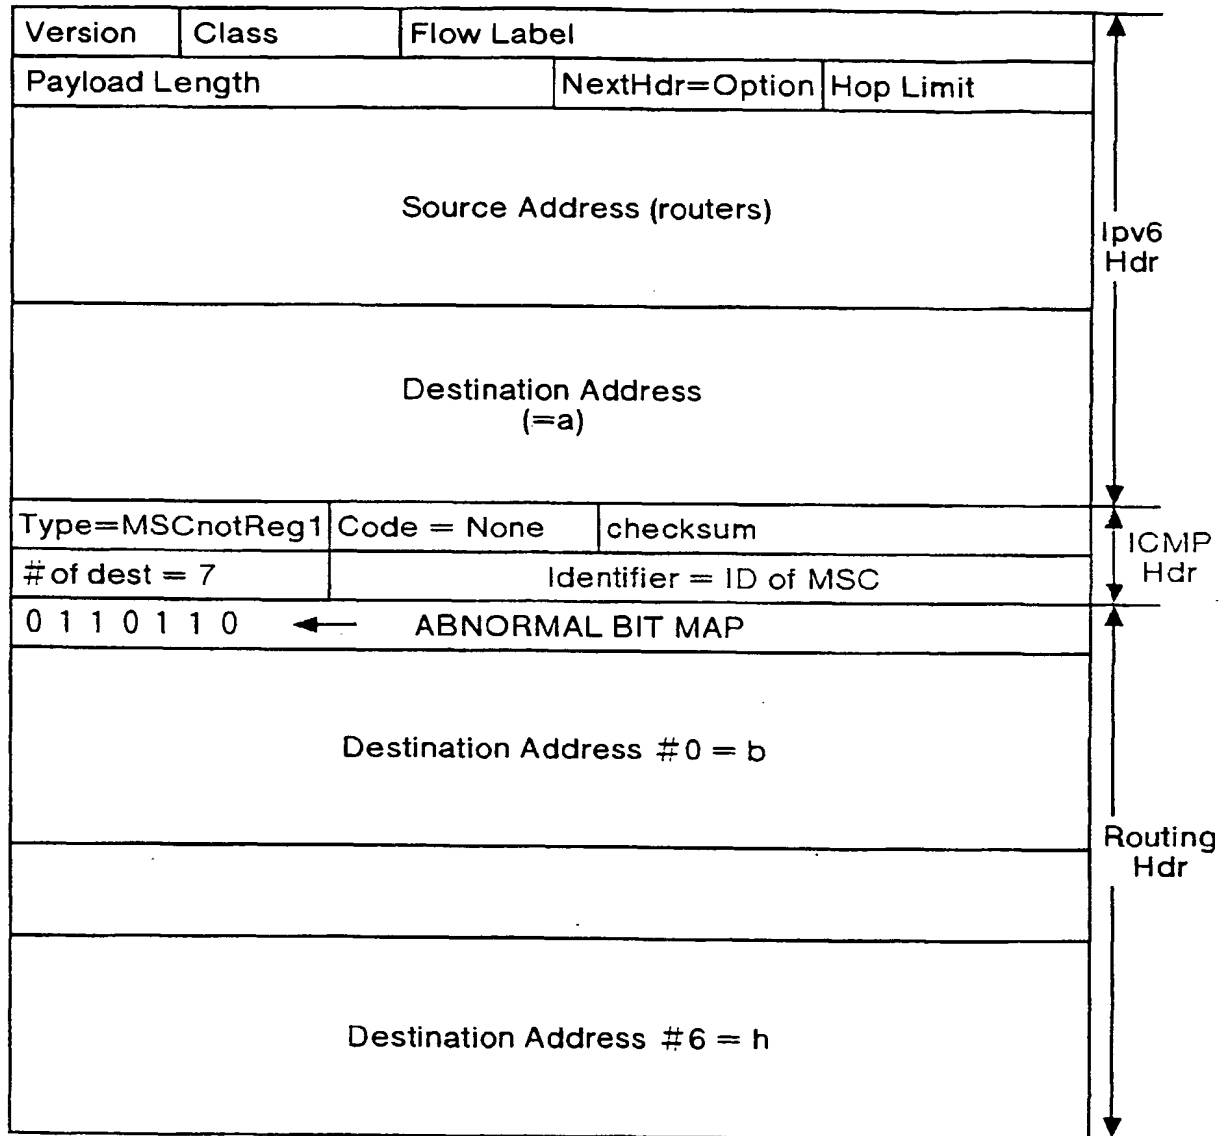 Version Class Flow Label
Payload Length NextHdr=Option Hop Limit
Source Address (routers)
Ipv6
Hdr
Destination Address
(=a)
Type=MSCnotReg1 Code = None checksum
# of dest = 7 Identifier = ID of MSC
ICMP
Hdr
0 1 1 0 1 1 0 ← ABNORMAL BIT MAP
Destination Address #0 = b
Routing
Hdr
Destination Address #6 = h